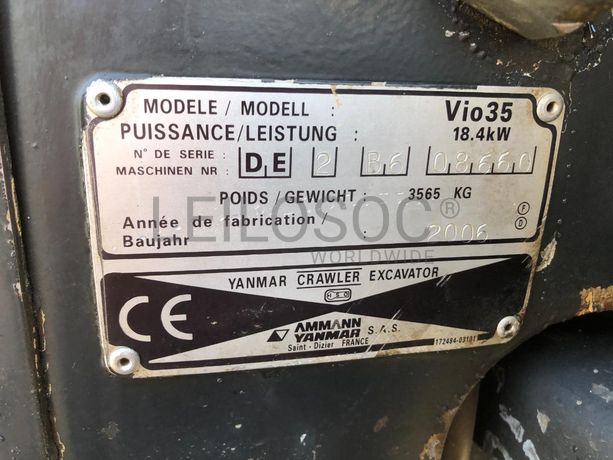 MODELE / MODELL : Vio35
PUISSANCE/LEISTUNG : 18.4kW
N° DE SERIE :
MASCHINEN NR : D.E 2 B6 08660
POIDS/GEWICHT : 3565 KG
Année de fabrication/
Baujahr : 2006
F
D
LEILOSOC®
WORLDWIDE
YANMAR CRAWLER EXCAVATOR
CE
AMMANN
YANMAR S.A.S.
Saint - Dizier FRANCE
172484-03181